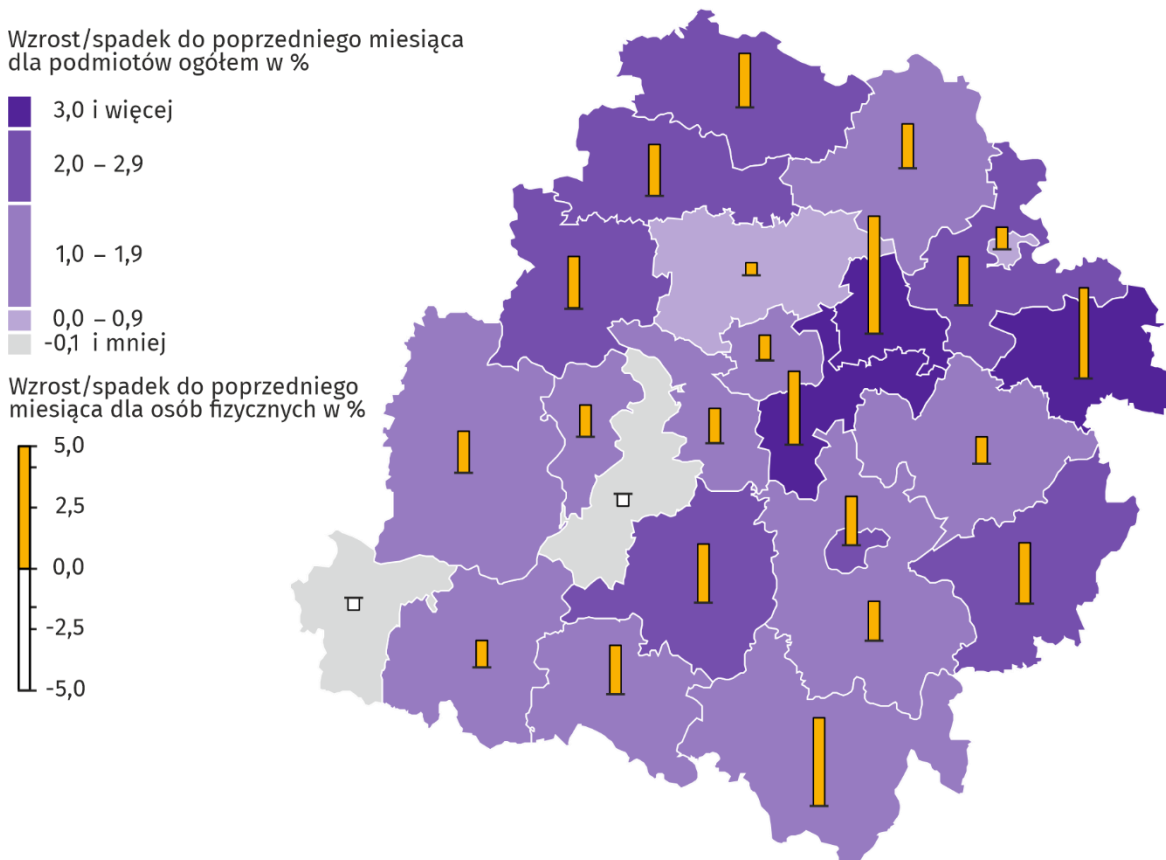 Wzrost/spadek do poprzedniego miesiąca
dla podmiotów ogółem w %
3,0 i więcej
2,0 – 2,9
1,0 – 1,9
0,0 – 0,9
-0,1 i mniej
Wzrost/spadek do poprzedniego
miesiąca dla osób fizycznych w %
5,0
2,5
0,0
-2,5
-5,0